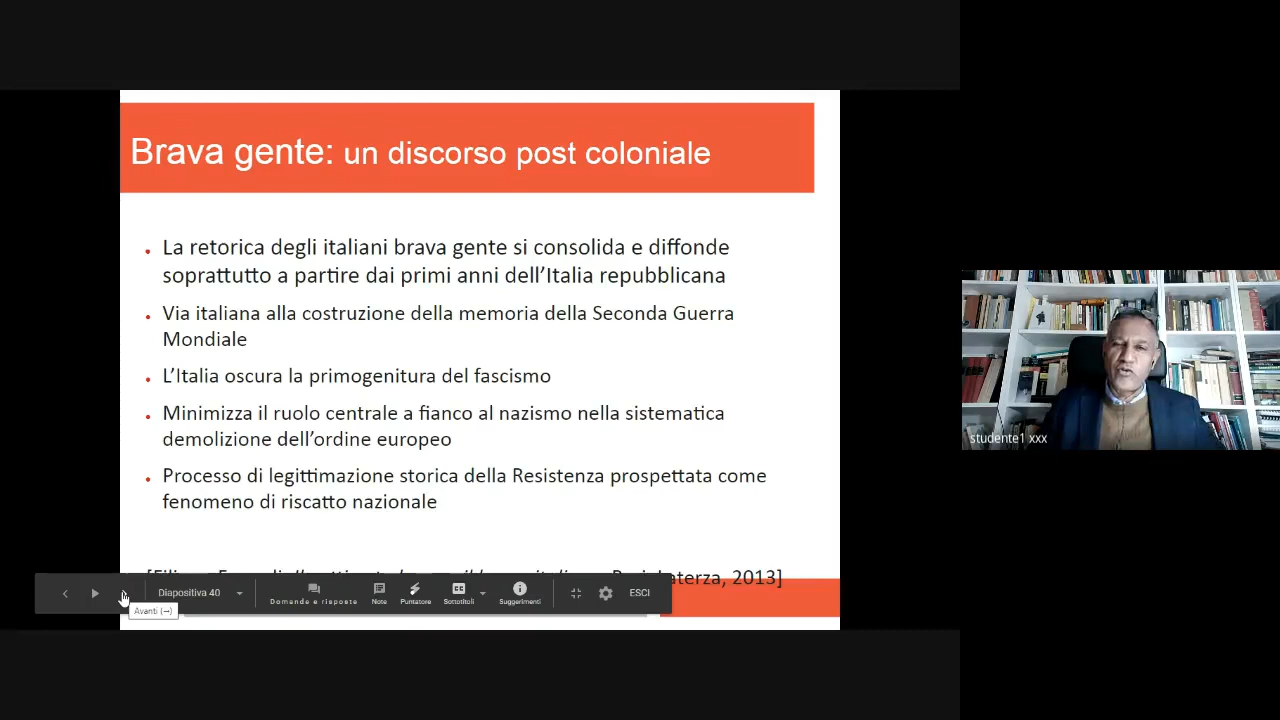 Brava gente: un discorso post coloniale
• La retorica degli italiani brava gente si consolida e diffonde
soprattutto a partire dai primi anni dell’Italia repubblicana
• Via italiana alla costruzione della memoria della Seconda Guerra
Mondiale
• L’Italia oscura la primogenitura del fascismo
• Minimizza il ruolo centrale a fianco al nazismo nella sistematica
demolizione dell’ordine europeo
• Processo di legittimazione storica della Resistenza prospettata come
fenomeno di riscatto nazionale
2013]
Diapositiva 40
Domande e risposte
Note
Puntatore
Sottotitoli
Suggerimenti
ESCI
Avanti (→)
studente1 xxx